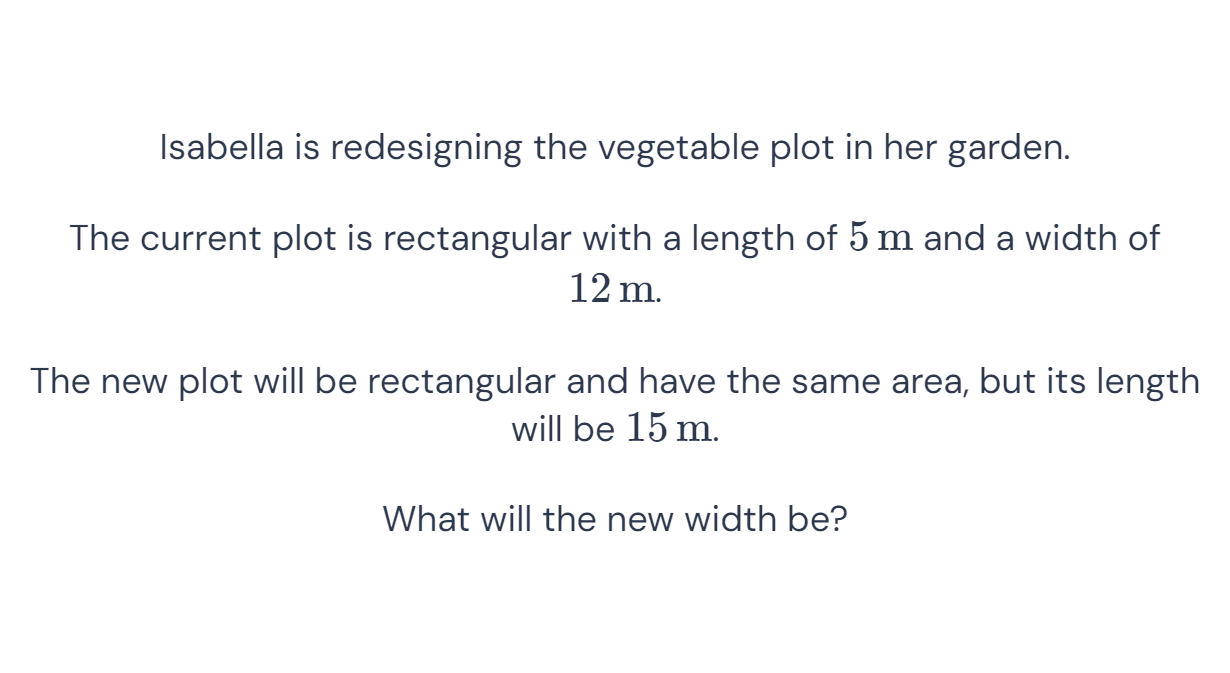 Isabella is redesigning the vegetable plot in her garden.
The current plot is rectangular with a length of 5 m and a width of
12 m.
The new plot will be rectangular and have the same area, but its length
will be 15 m.
What will the new width be?